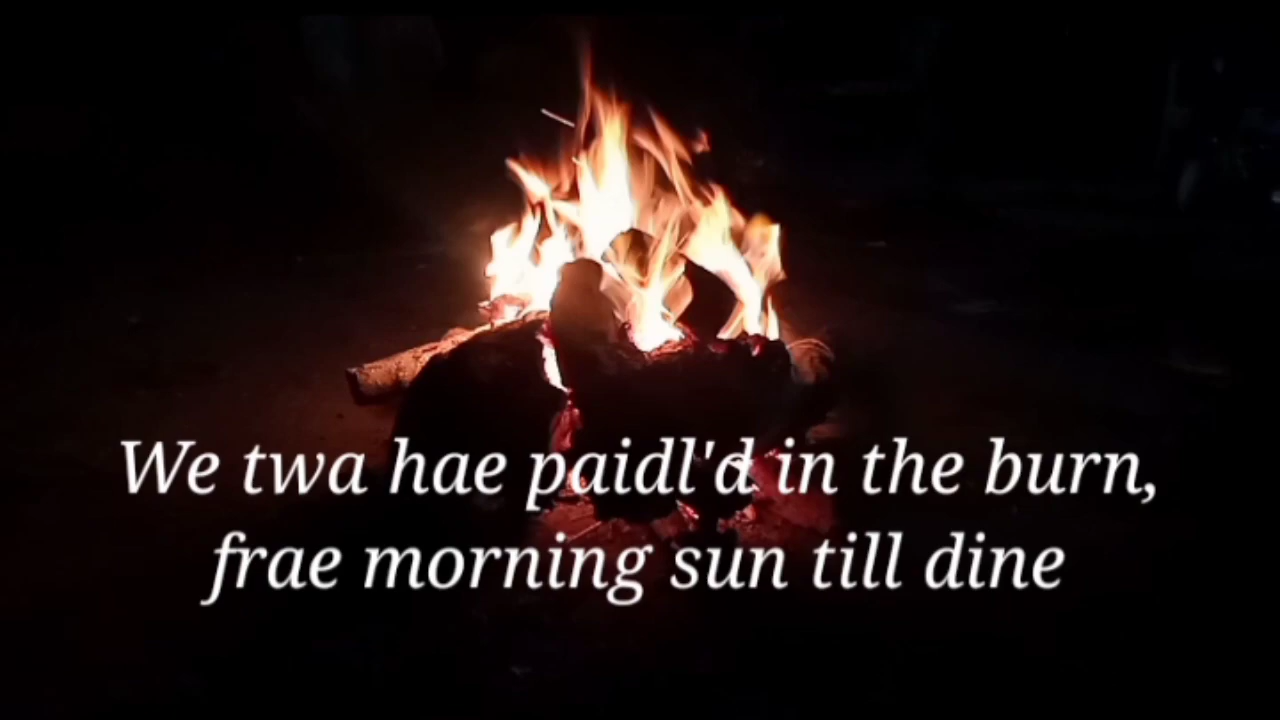 We twa hae paidl'd in the burn,
frae morning sun till dine